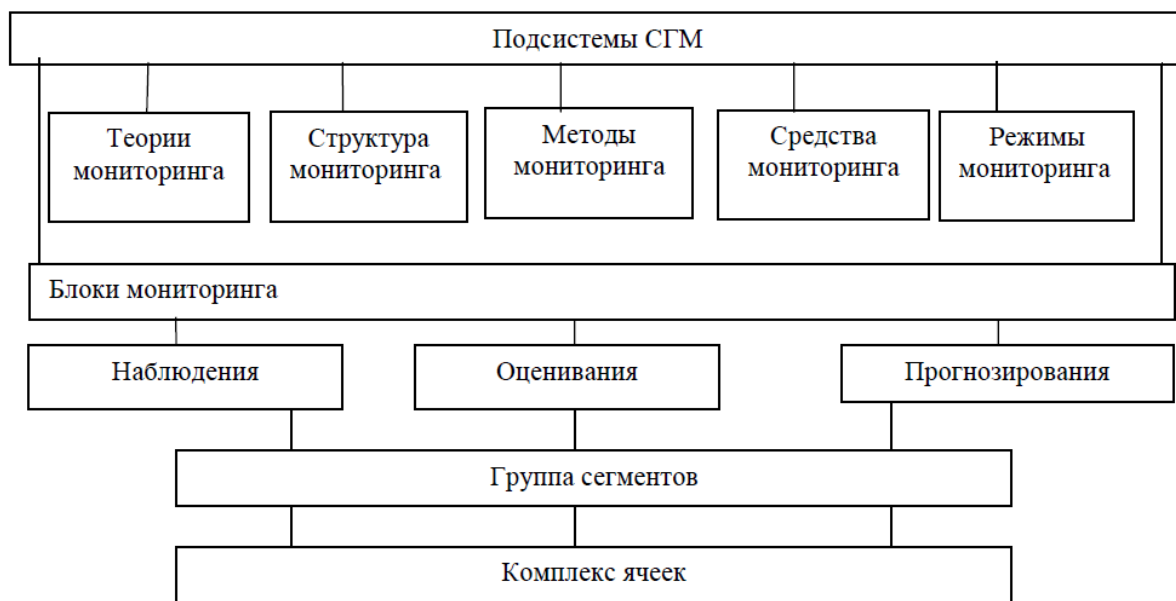 Подсистемы СГМ
Теории
мониторинга
Структура
мониторинга
Методы
мониторинга
Средства
мониторинга
Режимы
мониторинга
Блоки мониторинга
Наблюдения
Оценивания
Прогнозирования
Группа сегментов
Комплекс ячеек